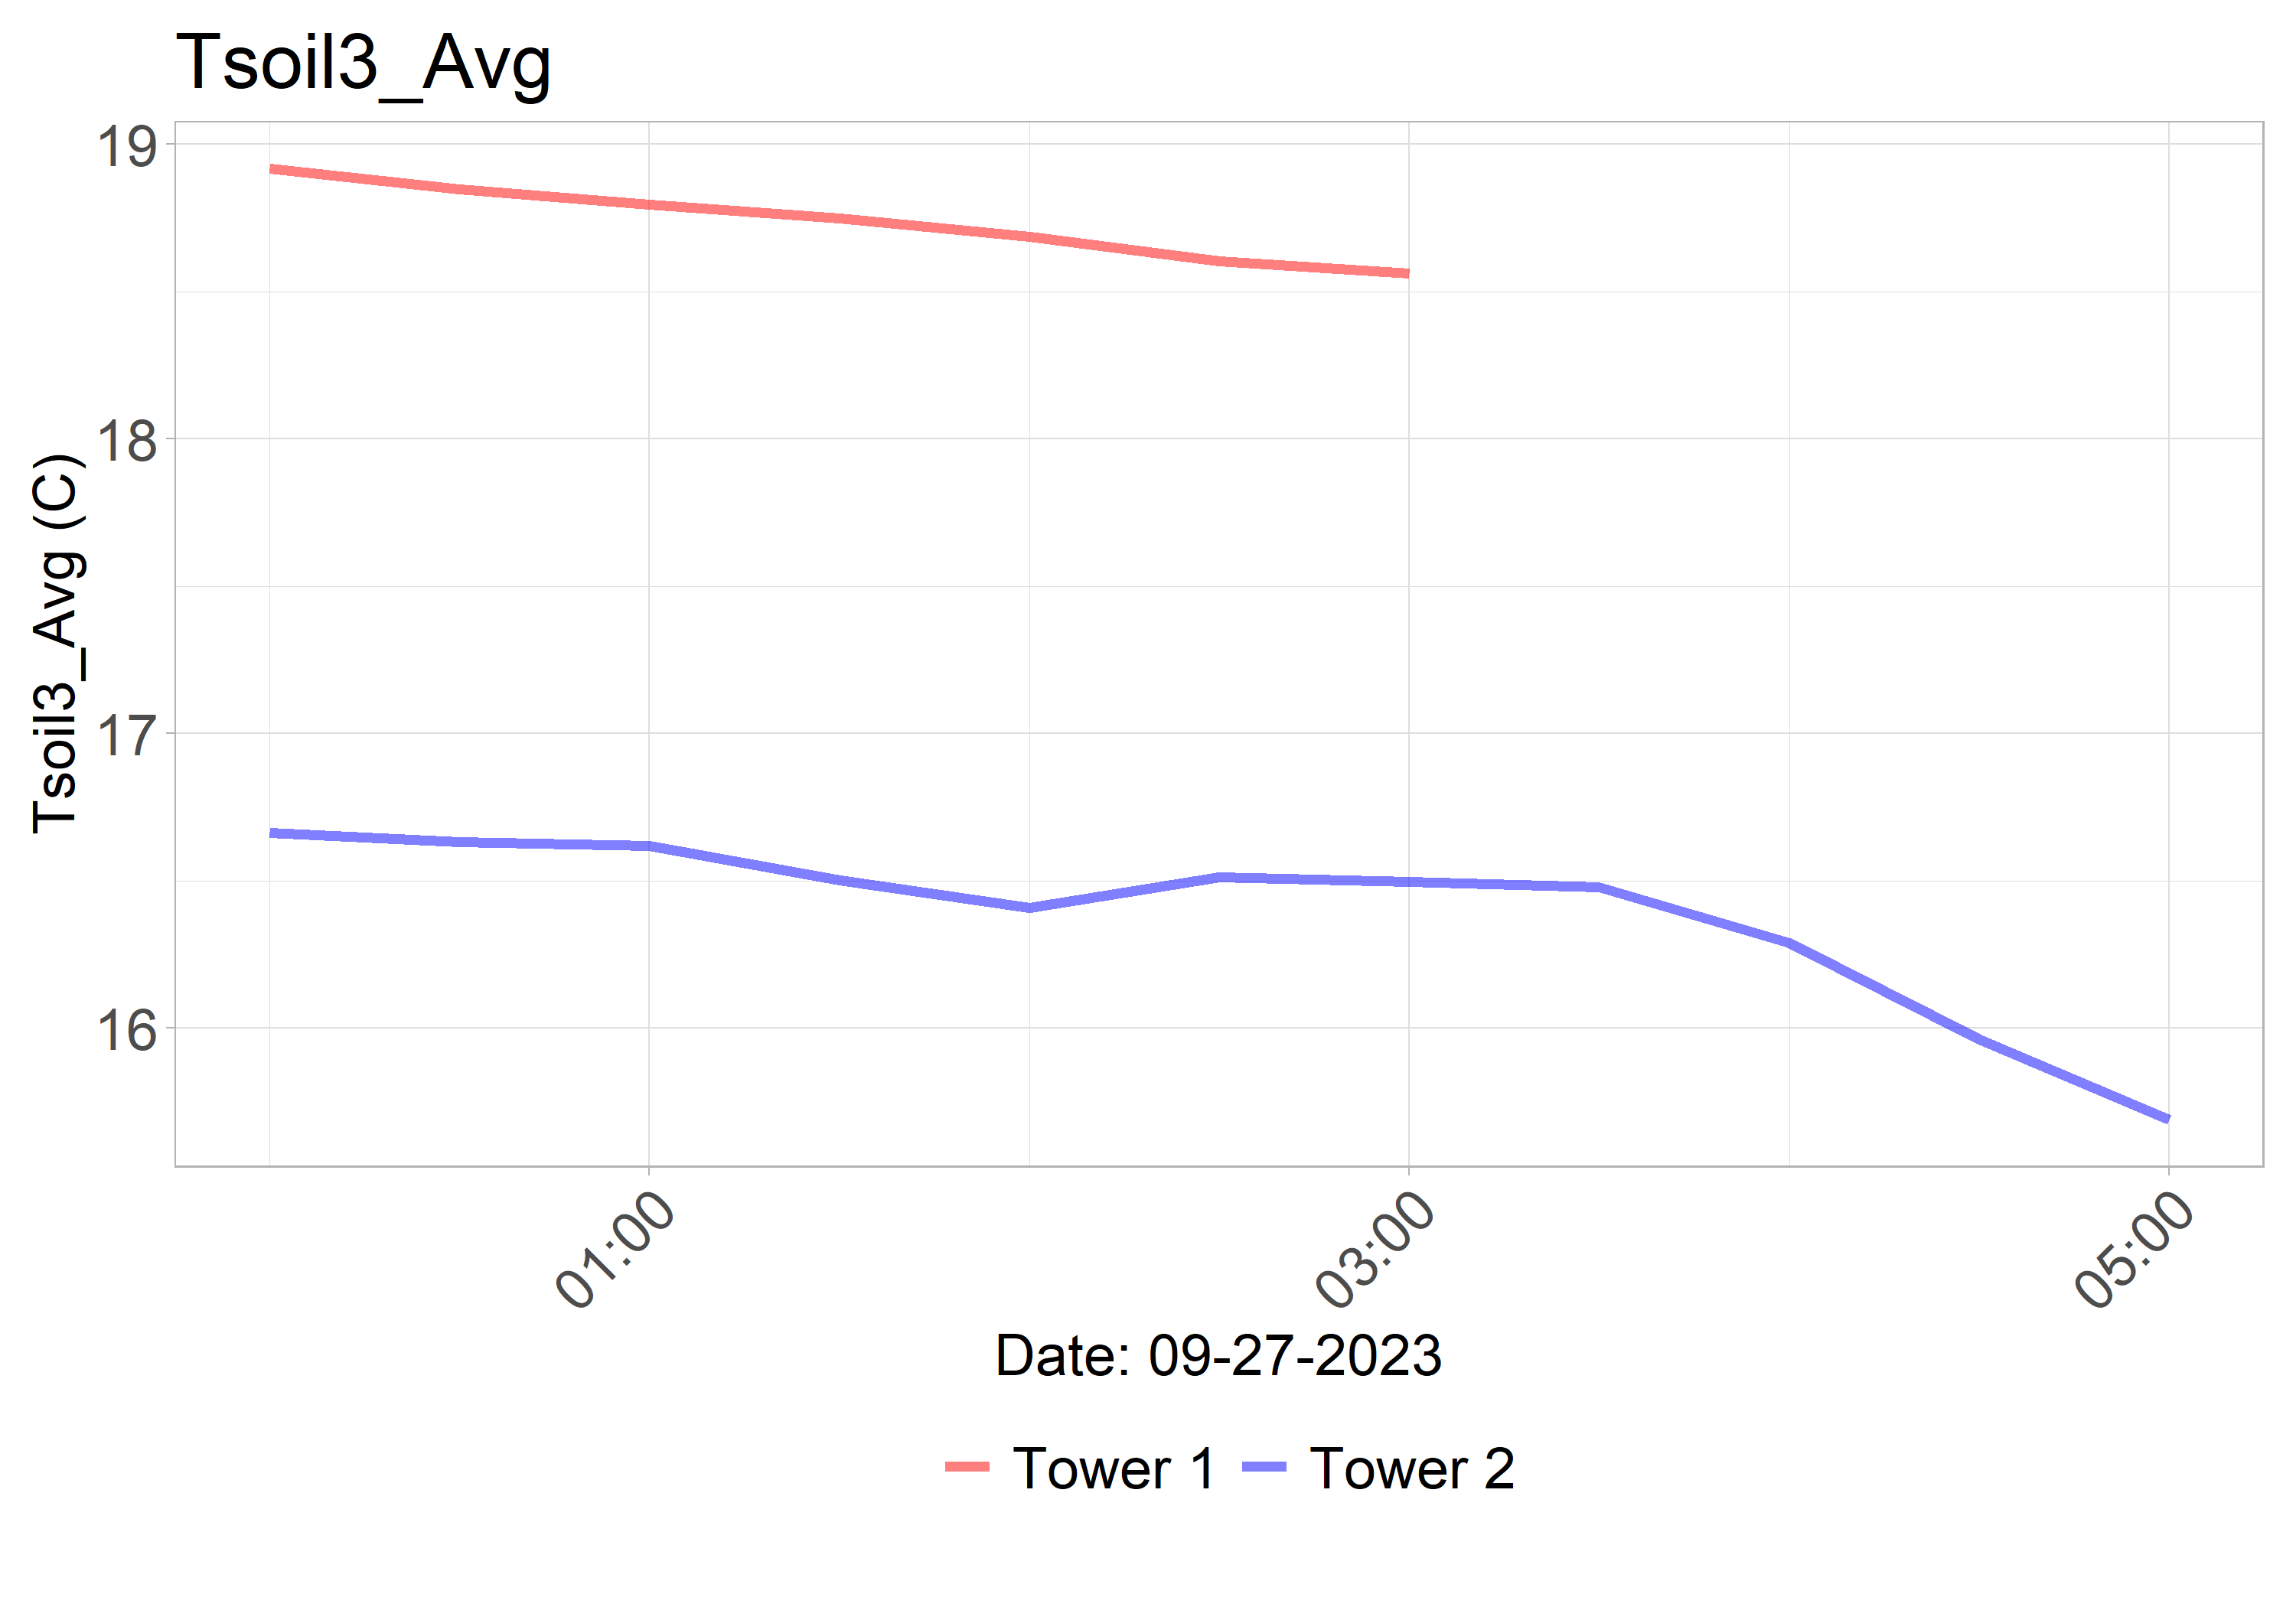 Tsoil3_Avg
Tsoil3_Avg (C)
19
18
17
16
01:00
03:00
05:00
Date: 09-27-2023
Tower 1
Tower 2